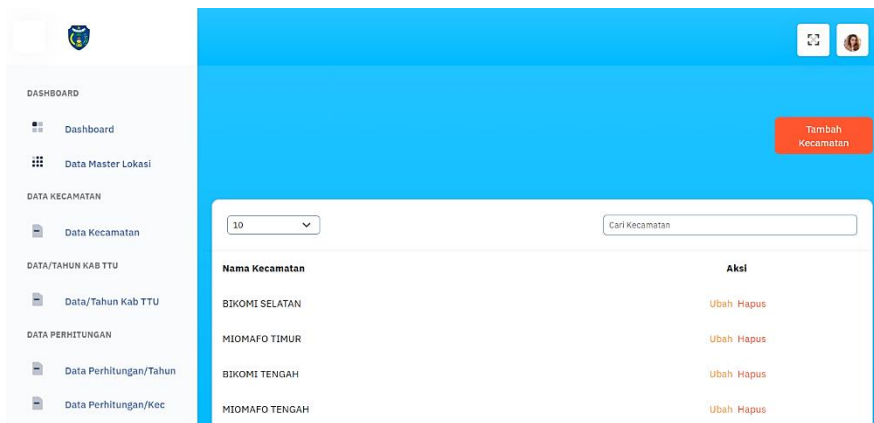 DASHBOARD
Dashboard
Data Master Lokasi
DATA KECAMATAN
Data Kecamatan
DATA/TAHUN KAB TTU
Data/Tahun Kab TTU
DATA PERHITUNGAN
Data Perhitungan/Tahun
Data Perhitungan/Kec
Tambah
Kecamatan
10
Cari Kecamatan
Nama Kecamatan Aksi
BIKOMI SELATAN Ubah Hapus
MIOMAFO TIMUR Ubah Hapus
BIKOMI TENGAH Ubah Hapus
MIOMAFO TENGAH Ubah Hapus